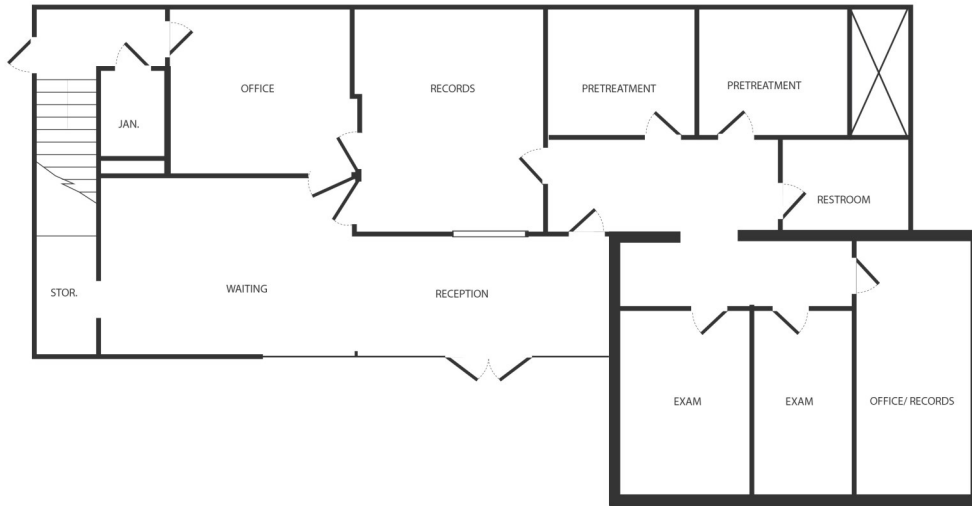 OFFICE
RECORDS
PRETREATMENT
PRETREATMENT
JAN.
RESTROOM
STOR.
WAITING
RECEPTION
EXAM
EXAM
OFFICE/ RECORDS